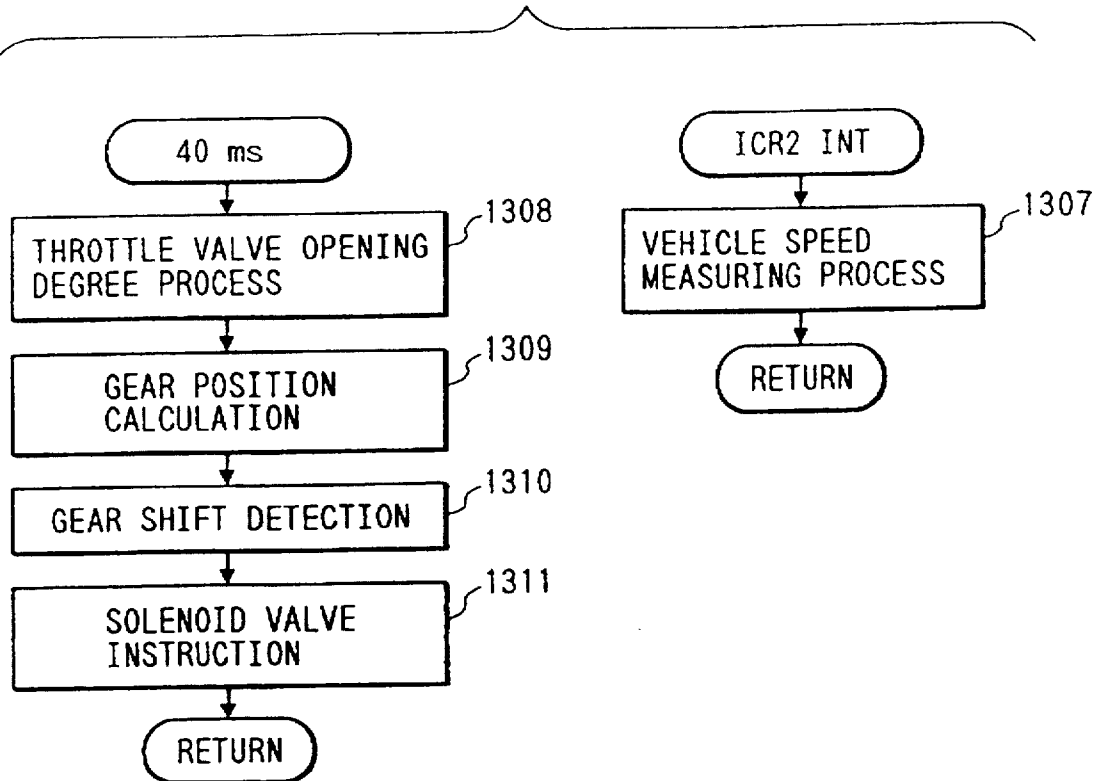 40 ms
1308
THROTTLE VALVE OPENING
DEGREE PROCESS
1309
GEAR POSITION
CALCULATION
1310
GEAR SHIFT DETECTION
1311
SOLENOID VALVE
INSTRUCTION
RETURN
ICR2 INT
1307
VEHICLE SPEED
MEASURING PROCESS
RETURN